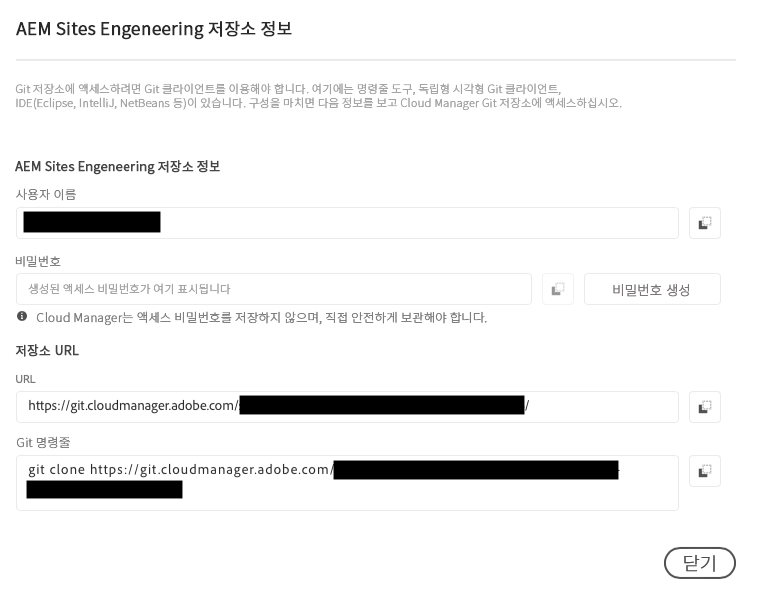 AEM Sites Engeneering 저장소 정보
Git 저장소에 액세스하려면 Git 클라이언트를 이용해야 합니다. 여기에는 명령줄 도구, 독립형 시각형 Git 클라이언트,
IDE(Eclipse, IntelliJ, NetBeans 등)이 있습니다. 구성을 마치면 다음 정보를 보고 Cloud Manager Git 저장소에 액세스하십시오.
AEM Sites Engeneering 저장소 정보
사용자 이름
비밀번호
생성된 액세스 비밀번호가 여기 표시됩니다
비밀번호 생성
Cloud Manager는 액세스 비밀번호를 저장하지 않으며, 직접 안전하게 보관해야 합니다.
저장소 URL
URL
https://git.cloudmanager.adobe.com/ /
Git 명령줄
git clone https://git.cloudmanager.adobe.com/
닫기